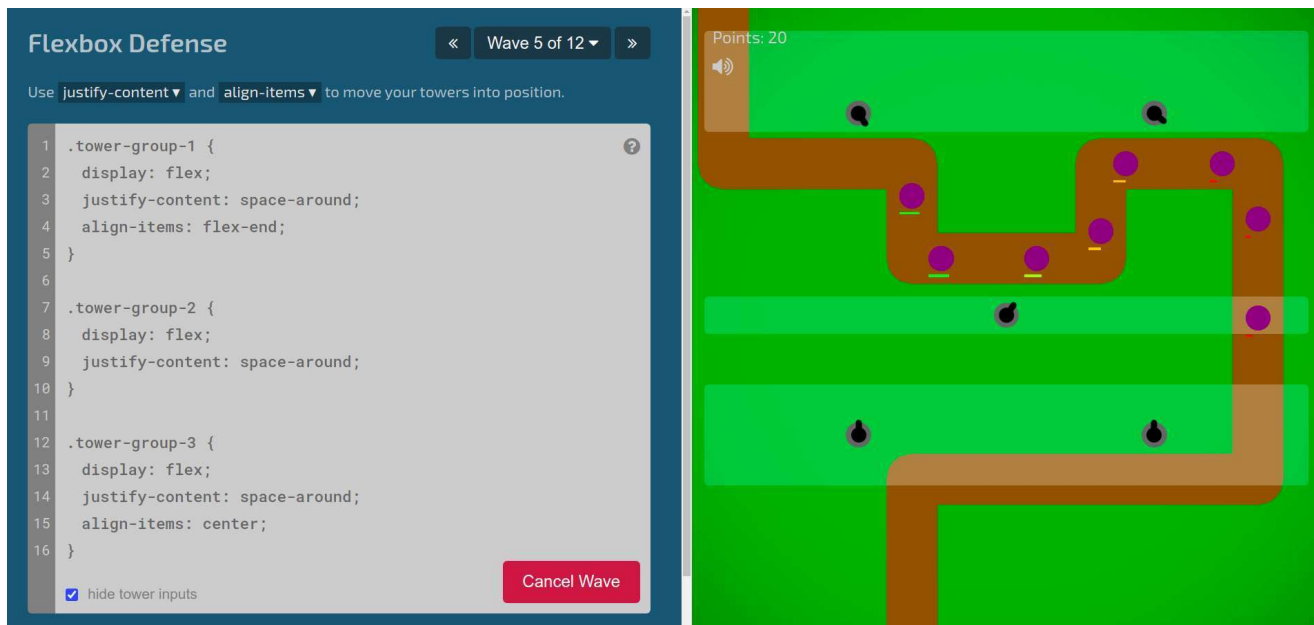 Flexbox Defense
« Wave 5 of 12 ▾ »
Use justify-content ▾ and align-items ▾ to move your towers into position.
1 .tower-group-1 {
2 display: flex;
3 justify-content: space-around;
4 align-items: flex-end;
5 }
6
7 .tower-group-2 {
8 display: flex;
9 justify-content: space-around;
10 }
11
12 .tower-group-3 {
13 display: flex;
14 justify-content: space-around;
15 align-items: center;
16 }
hide tower inputs
Cancel Wave
Points: 20